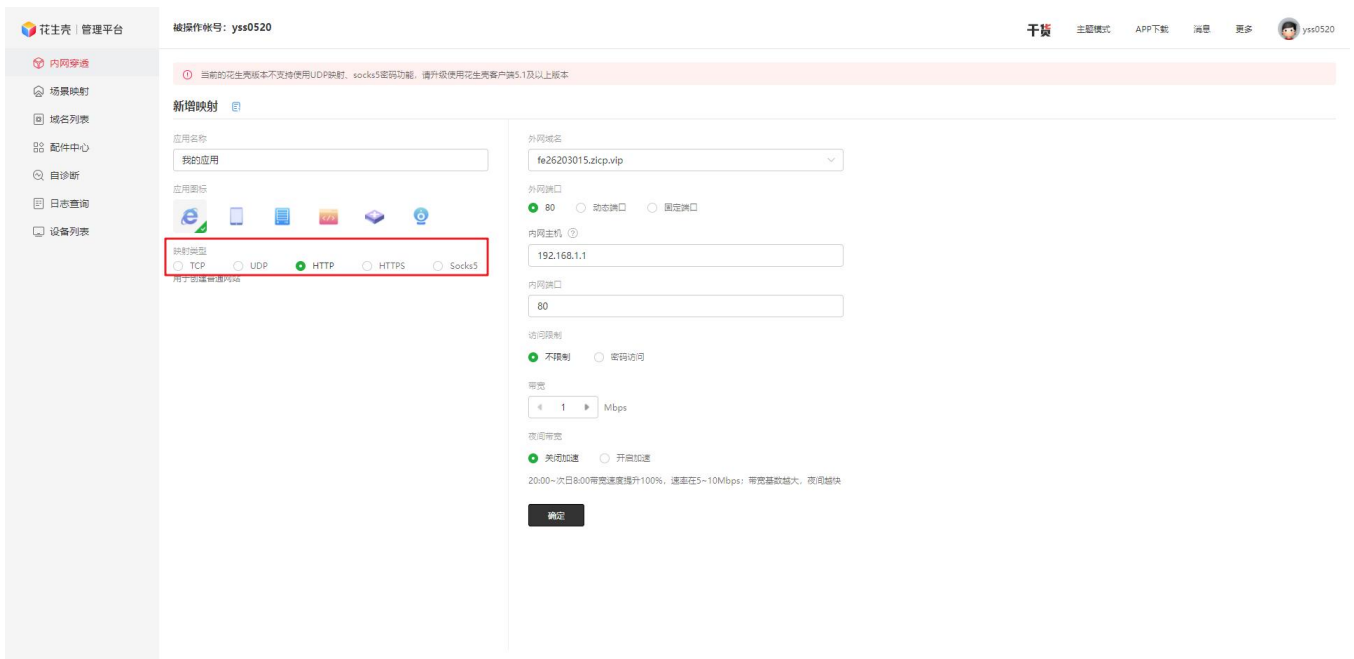 花生壳 管理平台
被操作帐号：yss0520
干货
主题模式
APP下载
消息
更多
yss0520
内网穿透
场景映射
域名列表
配件中心
自诊断
日志查询
设备列表
当前的花生壳版本不支持使用UDP映射、socks5密码功能，请升级使用花生壳客户端5.1及以上版本
新增映射
应用名称
我的应用
应用图标
映射类型
TCP UDP HTTP HTTPS Socks5
用于创建普通网站
外网域名
fe26203015.zicp.vip
外网端口
80 动态端口 固定端口
内网主机
192.168.1.1
内网端口
80
访问限制
不限制 密码访问
带宽
1 Mbps
夜间带宽
关闭加速 开启加速
20:00~次日8:00带宽速度提升100%，速率在5~10Mbps；带宽基数越大，夜间越快
确定